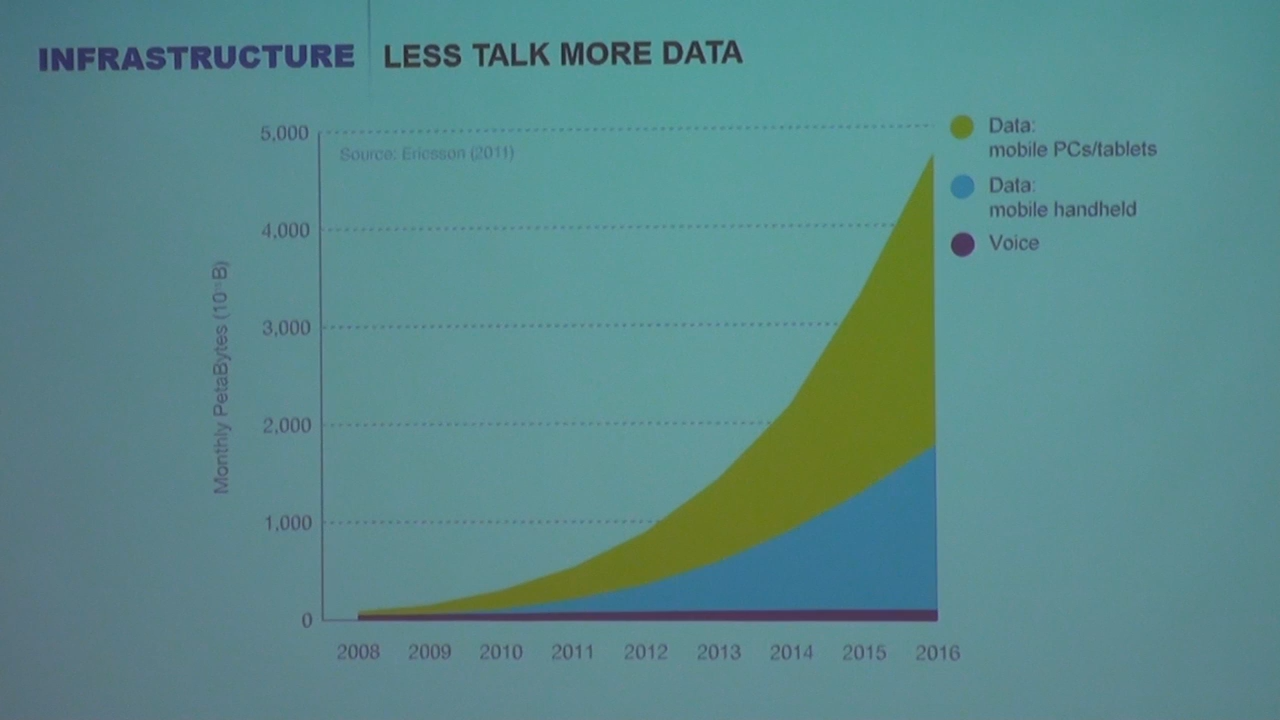 INFRASTRUCTURE LESS TALK MORE DATA
5,000
Source: Ericsson (2011)
4,000
3,000
2,000
1,000
0
Monthly PetaBytes (10¹⁵B)
2008 2009 2010 2011 2012 2013 2014 2015 2016
Data:
mobile PCs/tablets
Data:
mobile handheld
Voice